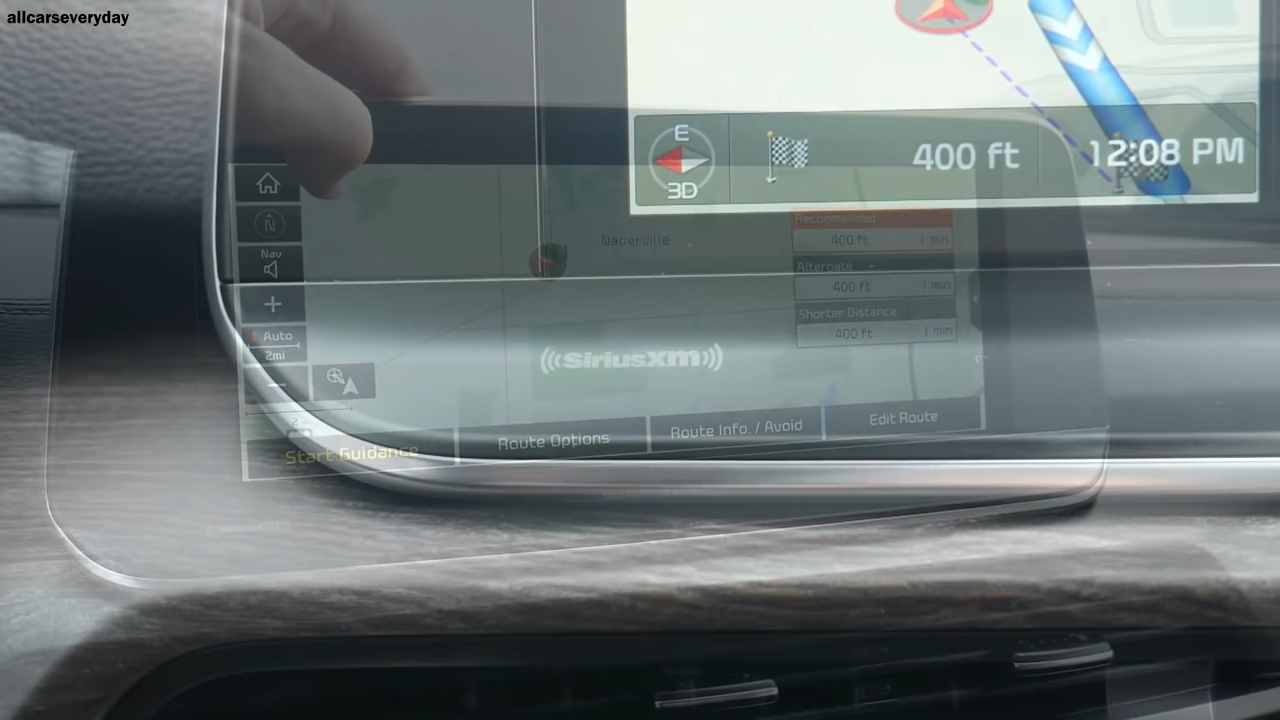 allcarseveryday
E
3D
400 ft
12:08 PM
N
Nav
Auto
2mi
Naperville
Recommended
400 ft 1 min
Alternate
400 ft 1 min
Shorter Distance
400 ft 1 min
SiriusXM
Start Guidance
Route Options
Route Info. / Avoid
Edit Route